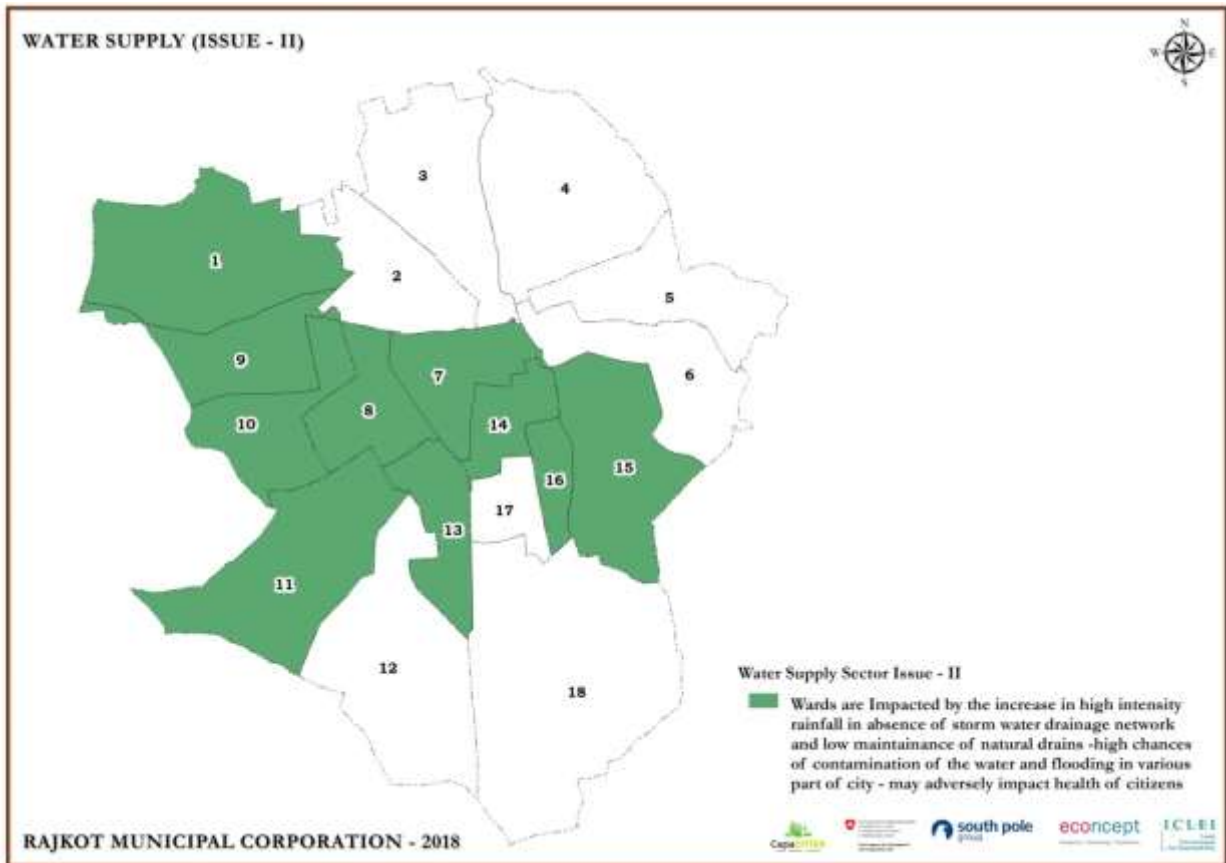 WATER SUPPLY (ISSUE - II)
N
W E
S
3
4
1
2
5
9
7
6
10
8
14
15
16
17
13
11
12
18
Water Supply Sector Issue - II
Wards are Impacted by the increase in high intensity
rainfall in absence of storm water drainage network
and low maintainance of natural drains -high chances
of contamination of the water and flooding in various
part of city - may adversely impact health of citizens
RAJKOT MUNICIPAL CORPORATION - 2018
CapaCITIES
south pole
group
econcept
ICLEI